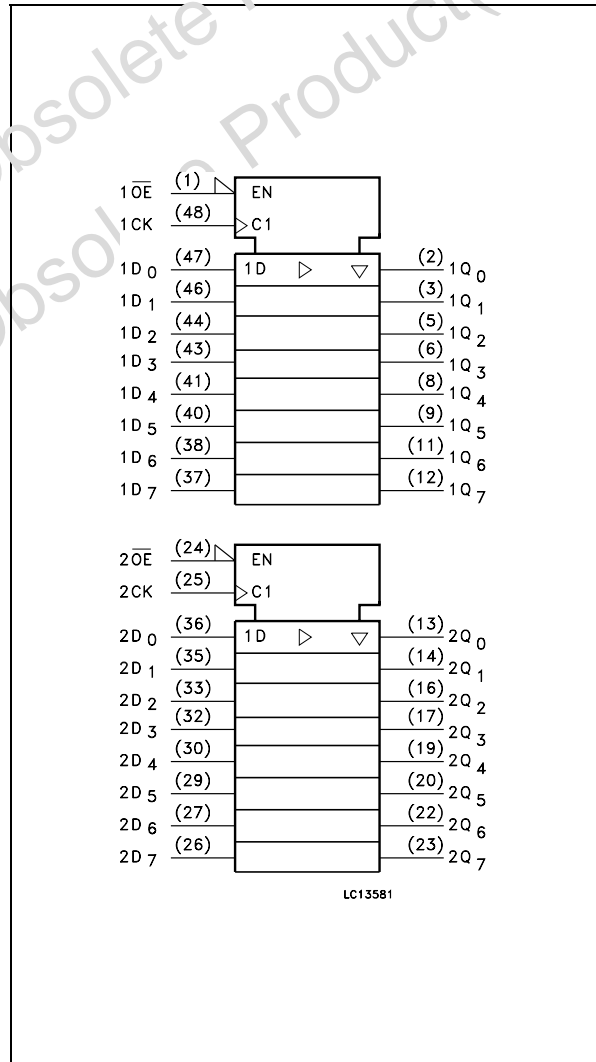 Obsolete Product(s)
Obsolete Product(s)
1O̅E̅ (1) EN
1CK (48) C1
1D0 (47) 1D (2) 1Q0
1D1 (46) (3) 1Q1
1D2 (44) (5) 1Q2
1D3 (43) (6) 1Q3
1D4 (41) (8) 1Q4
1D5 (40) (9) 1Q5
1D6 (38) (11) 1Q6
1D7 (37) (12) 1Q7
2O̅E̅ (24) EN
2CK (25) C1
2D0 (36) 1D (13) 2Q0
2D1 (35) (14) 2Q1
2D2 (33) (16) 2Q2
2D3 (32) (17) 2Q3
2D4 (30) (19) 2Q4
2D5 (29) (20) 2Q5
2D6 (27) (22) 2Q6
2D7 (26) (23) 2Q7
LC13581